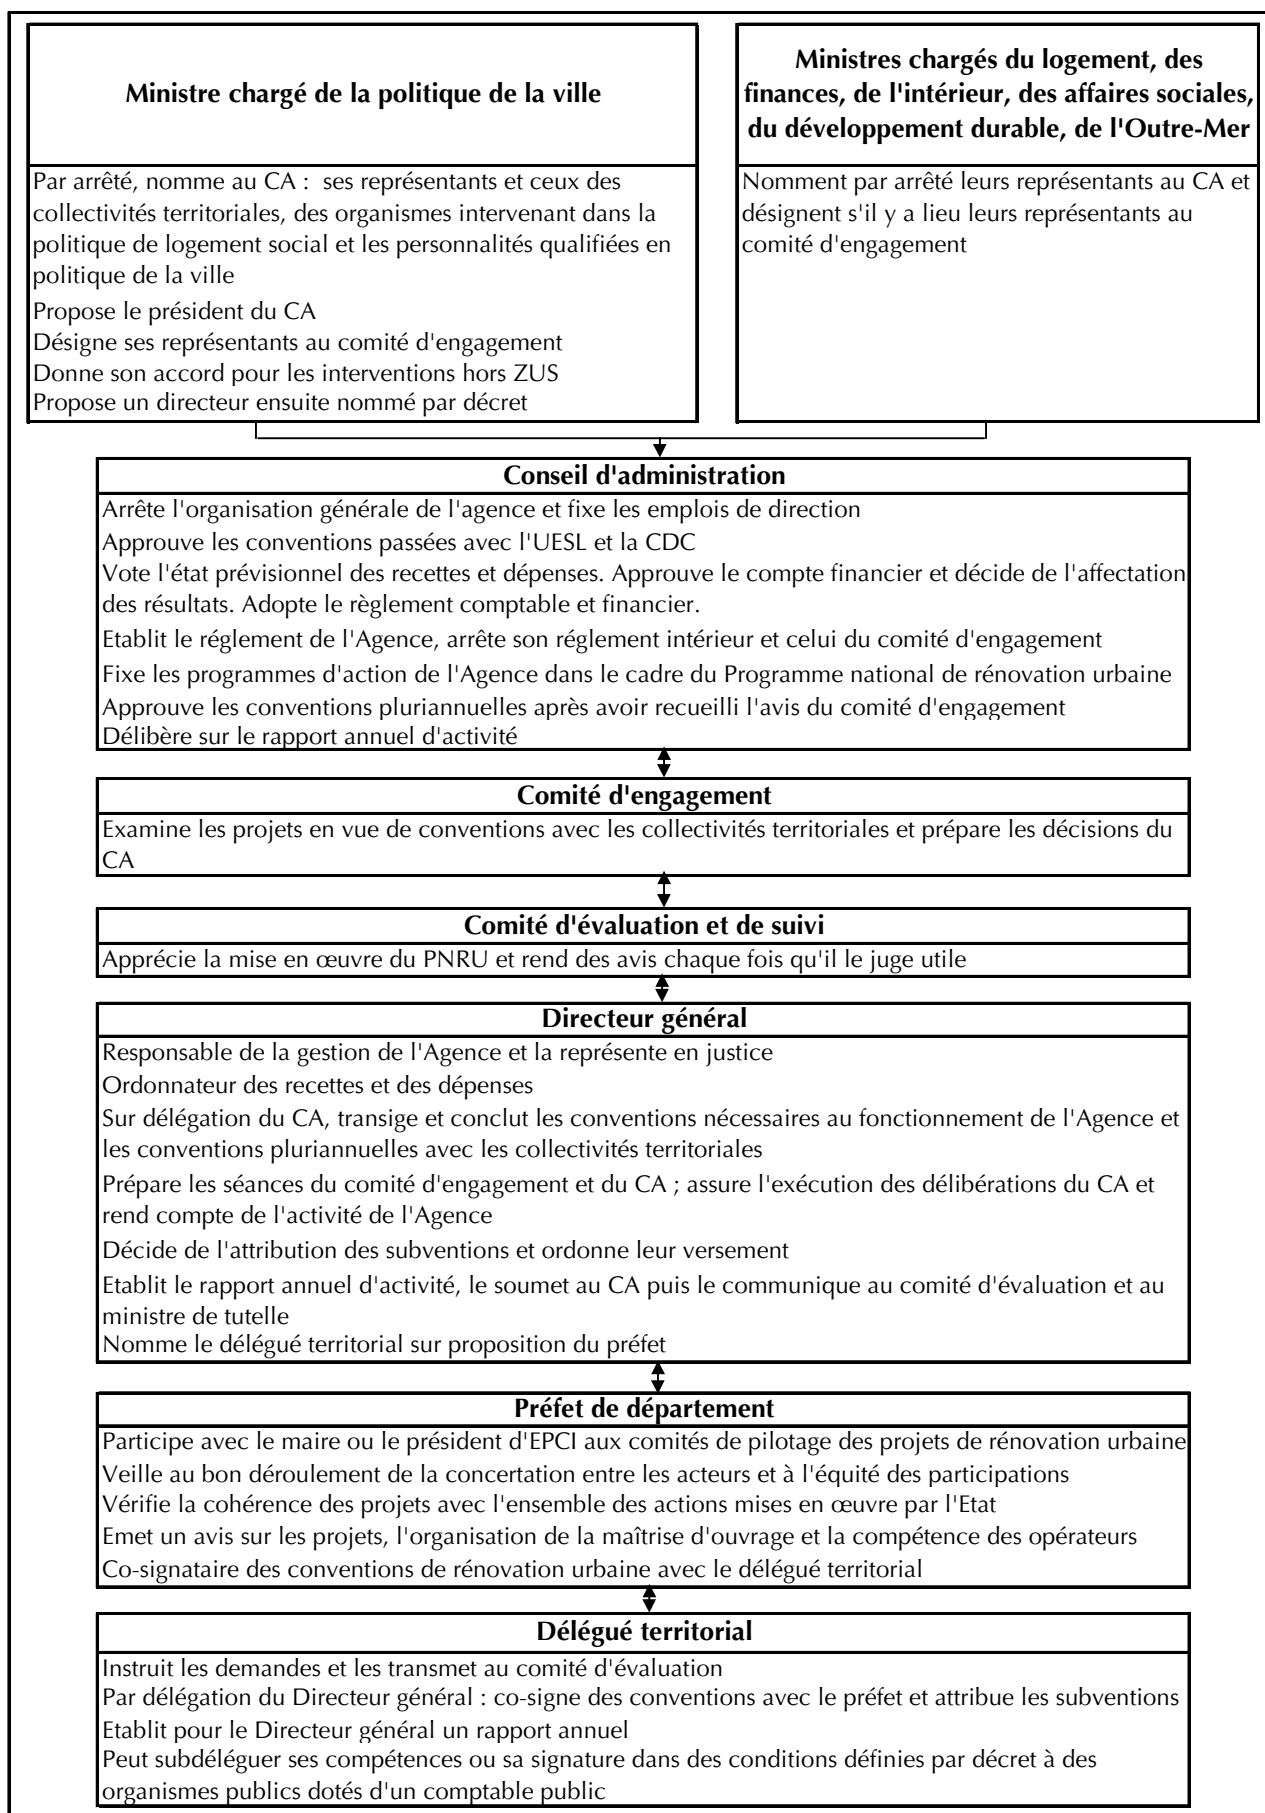 Ministre chargé de la politique de la ville
Par arrêté, nomme au CA : ses représentants et ceux des
collectivités territoriales, des organismes intervenant dans la
politique de logement social et les personnalités qualifiées en
politique de la ville
Propose le président du CA
Désigne ses représentants au comité d'engagement
Donne son accord pour les interventions hors ZUS
Propose un directeur ensuite nommé par décret
Ministres chargés du logement, des
finances, de l'intérieur, des affaires sociales,
du développement durable, de l'Outre-Mer
Nomment par arrêté leurs représentants au CA et
désignent s'il y a lieu leurs représentants au
comité d'engagement
Conseil d'administration
Arrête l'organisation générale de l'agence et fixe les emplois de direction
Approuve les conventions passées avec l'UESL et la CDC
Vote l'état prévisionnel des recettes et dépenses. Approuve le compte financier et décide de l'affectation
des résultats. Adopte le règlement comptable et financier.
Etablit le réglement de l'Agence, arrête son réglement intérieur et celui du comité d'engagement
Fixe les programmes d'action de l'Agence dans le cadre du Programme national de rénovation urbaine
Approuve les conventions pluriannuelles après avoir recueilli l'avis du comité d'engagement
Délibère sur le rapport annuel d'activité
Comité d'engagement
Examine les projets en vue de conventions avec les collectivités territoriales et prépare les décisions du
CA
Comité d'évaluation et de suivi
Apprécie la mise en œuvre du PNRU et rend des avis chaque fois qu'il le juge utile
Directeur général
Responsable de la gestion de l'Agence et la représente en justice
Ordonnateur des recettes et des dépenses
Sur délégation du CA, transige et conclut les conventions nécessaires au fonctionnement de l'Agence et
les conventions pluriannuelles avec les collectivités territoriales
Prépare les séances du comité d'engagement et du CA ; assure l'exécution des délibérations du CA et
rend compte de l'activité de l'Agence
Décide de l'attribution des subventions et ordonne leur versement
Etablit le rapport annuel d'activité, le soumet au CA puis le communique au comité d'évaluation et au
ministre de tutelle
Nomme le délégué territorial sur proposition du préfet
Préfet de département
Participe avec le maire ou le président d'EPCI aux comités de pilotage des projets de rénovation urbaine
Veille au bon déroulement de la concertation entre les acteurs et à l'équité des participations
Vérifie la cohérence des projets avec l'ensemble des actions mises en œuvre par l'Etat
Emet un avis sur les projets, l'organisation de la maîtrise d'ouvrage et la compétence des opérateurs
Co-signataire des conventions de rénovation urbaine avec le délégué territorial
Délégué territorial
Instruit les demandes et les transmet au comité d'évaluation
Par délégation du Directeur général : co-signe des conventions avec le préfet et attribue les subventions
Etablit pour le Directeur général un rapport annuel
Peut subdéléguer ses compétences ou sa signature dans des conditions définies par décret à des
organismes publics dotés d'un comptable public